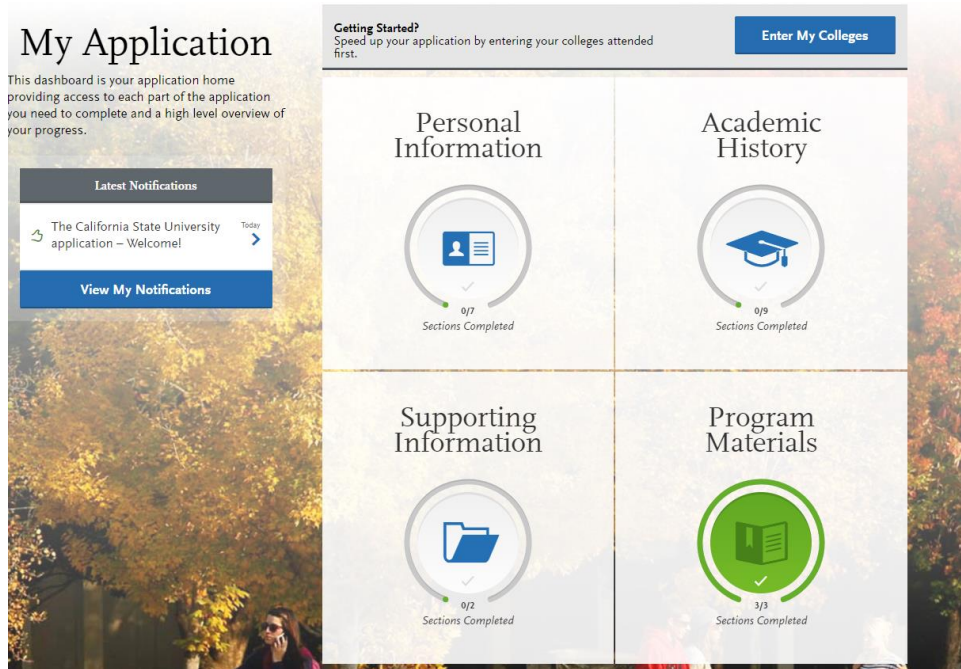 My Application
This dashboard is your application home
providing access to each part of the application
you need to complete and a high level overview of
your progress.
Latest Notifications
The California State University
application – Welcome!
Today
View My Notifications
Getting Started?
Speed up your application by entering your colleges attended
first.
Enter My Colleges
Personal
Information
0/7
Sections Completed
Academic
History
0/9
Sections Completed
Supporting
Information
0/2
Sections Completed
Program
Materials
3/3
Sections Completed